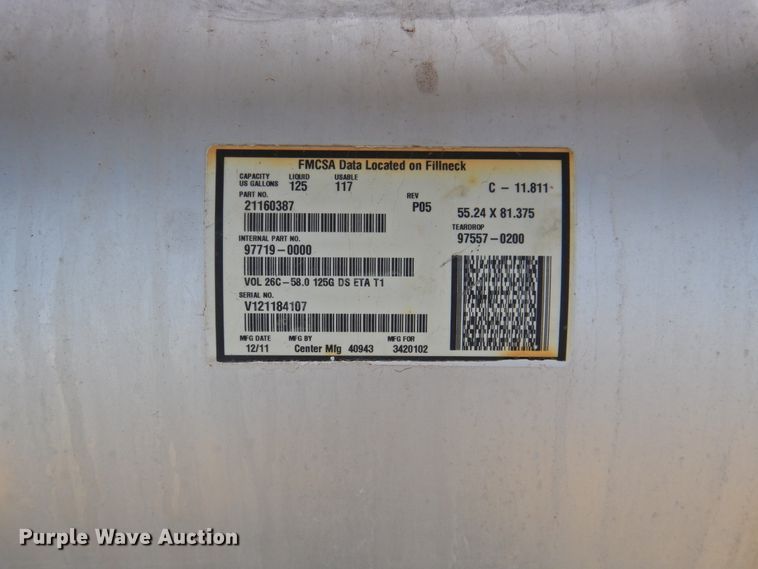 FMCSA Data Located on Fillneck
CAPACITY US GALLONS LIQUID 125 USABLE 117
C - 11.811
PART NO.
21160387
REV
P05
55.24 X 81.375
TEARDROP
97557-0200
INTERNAL PART NO.
97719-0000
VOL 26C-58.0 125G DS ETA T1
SERIAL NO.
V121184107
MFG DATE MFG BY MFG FOR
12/11 Center Mfg 40943 3420102
Purple Wave Auction